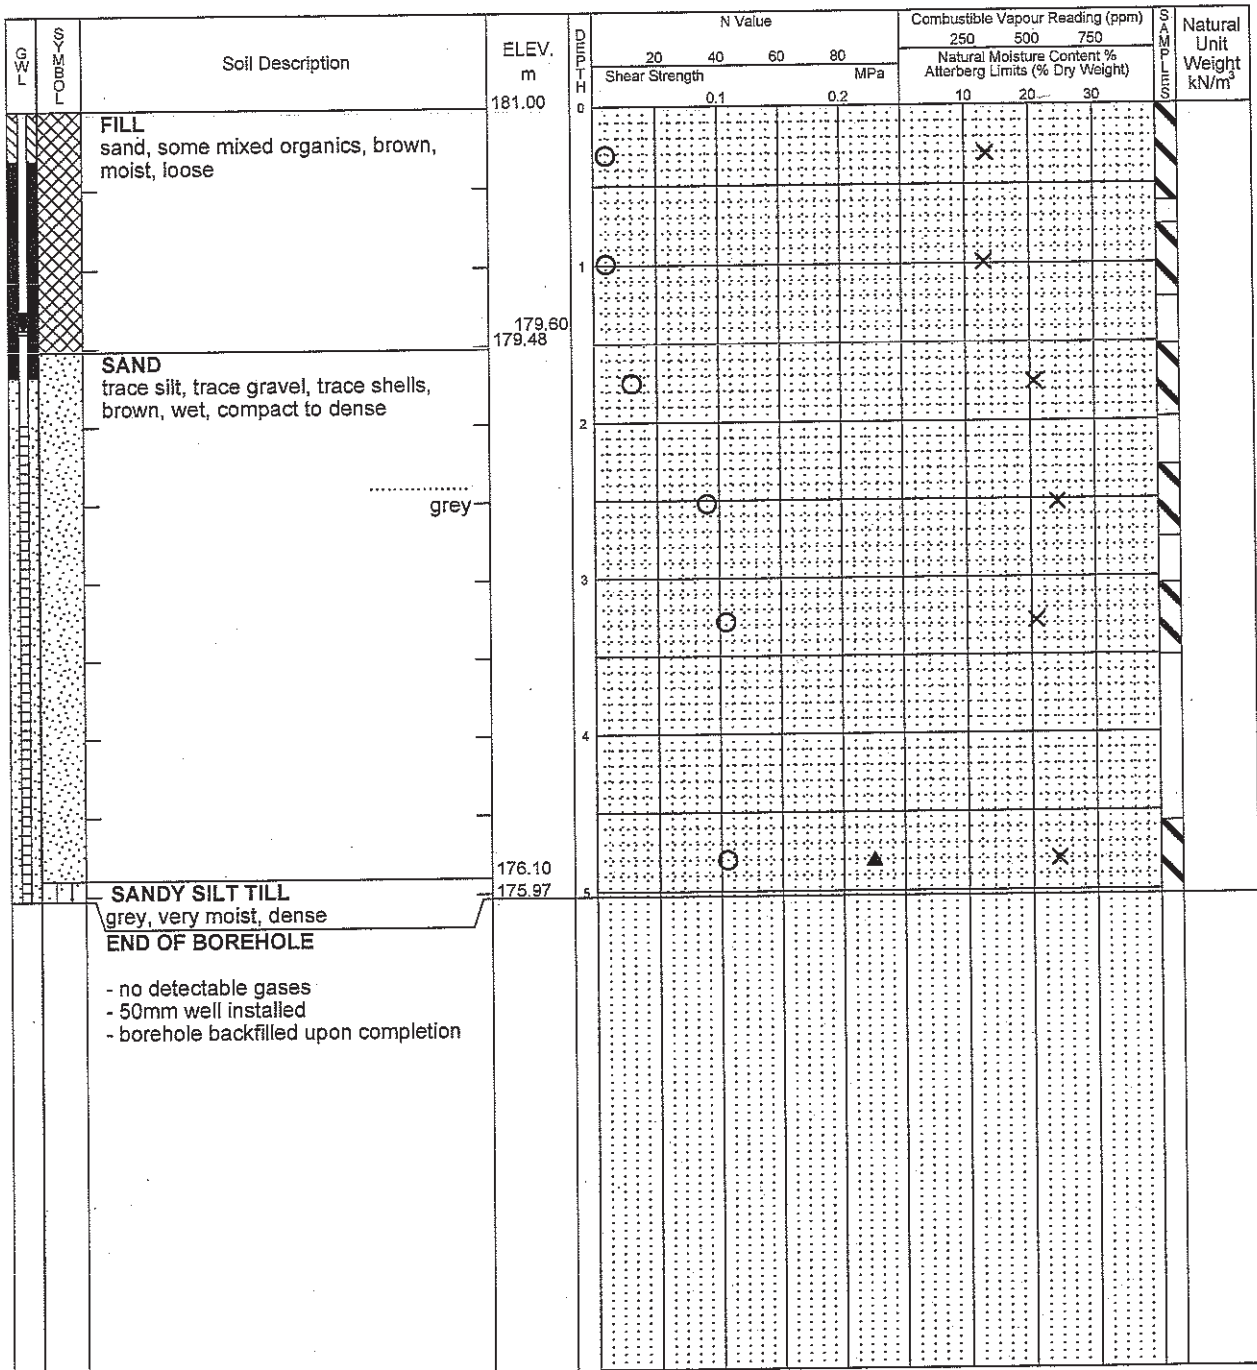 GWL
SYMBOL
Soil Description
ELEV.
m
181.00
DEPTH
N Value
20 40 60 80
Shear Strength MPa
0.1 0.2
Combustible Vapour Reading (ppm)
250 500 750
Natural Moisture Content %
Atterberg Limits (% Dry Weight)
10 20 30
SAMPLES
Natural
Unit
Weight
kN/m³
0
FILL
sand, some mixed organics, brown,
moist, loose
1
179.60
179.48
SAND
trace silt, trace gravel, trace shells,
brown, wet, compact to dense
2
grey
3
4
176.10
SANDY SILT TILL
175.97
5
grey, very moist, dense
END OF BOREHOLE
- no detectable gases
- 50mm well installed
- borehole backfilled upon completion